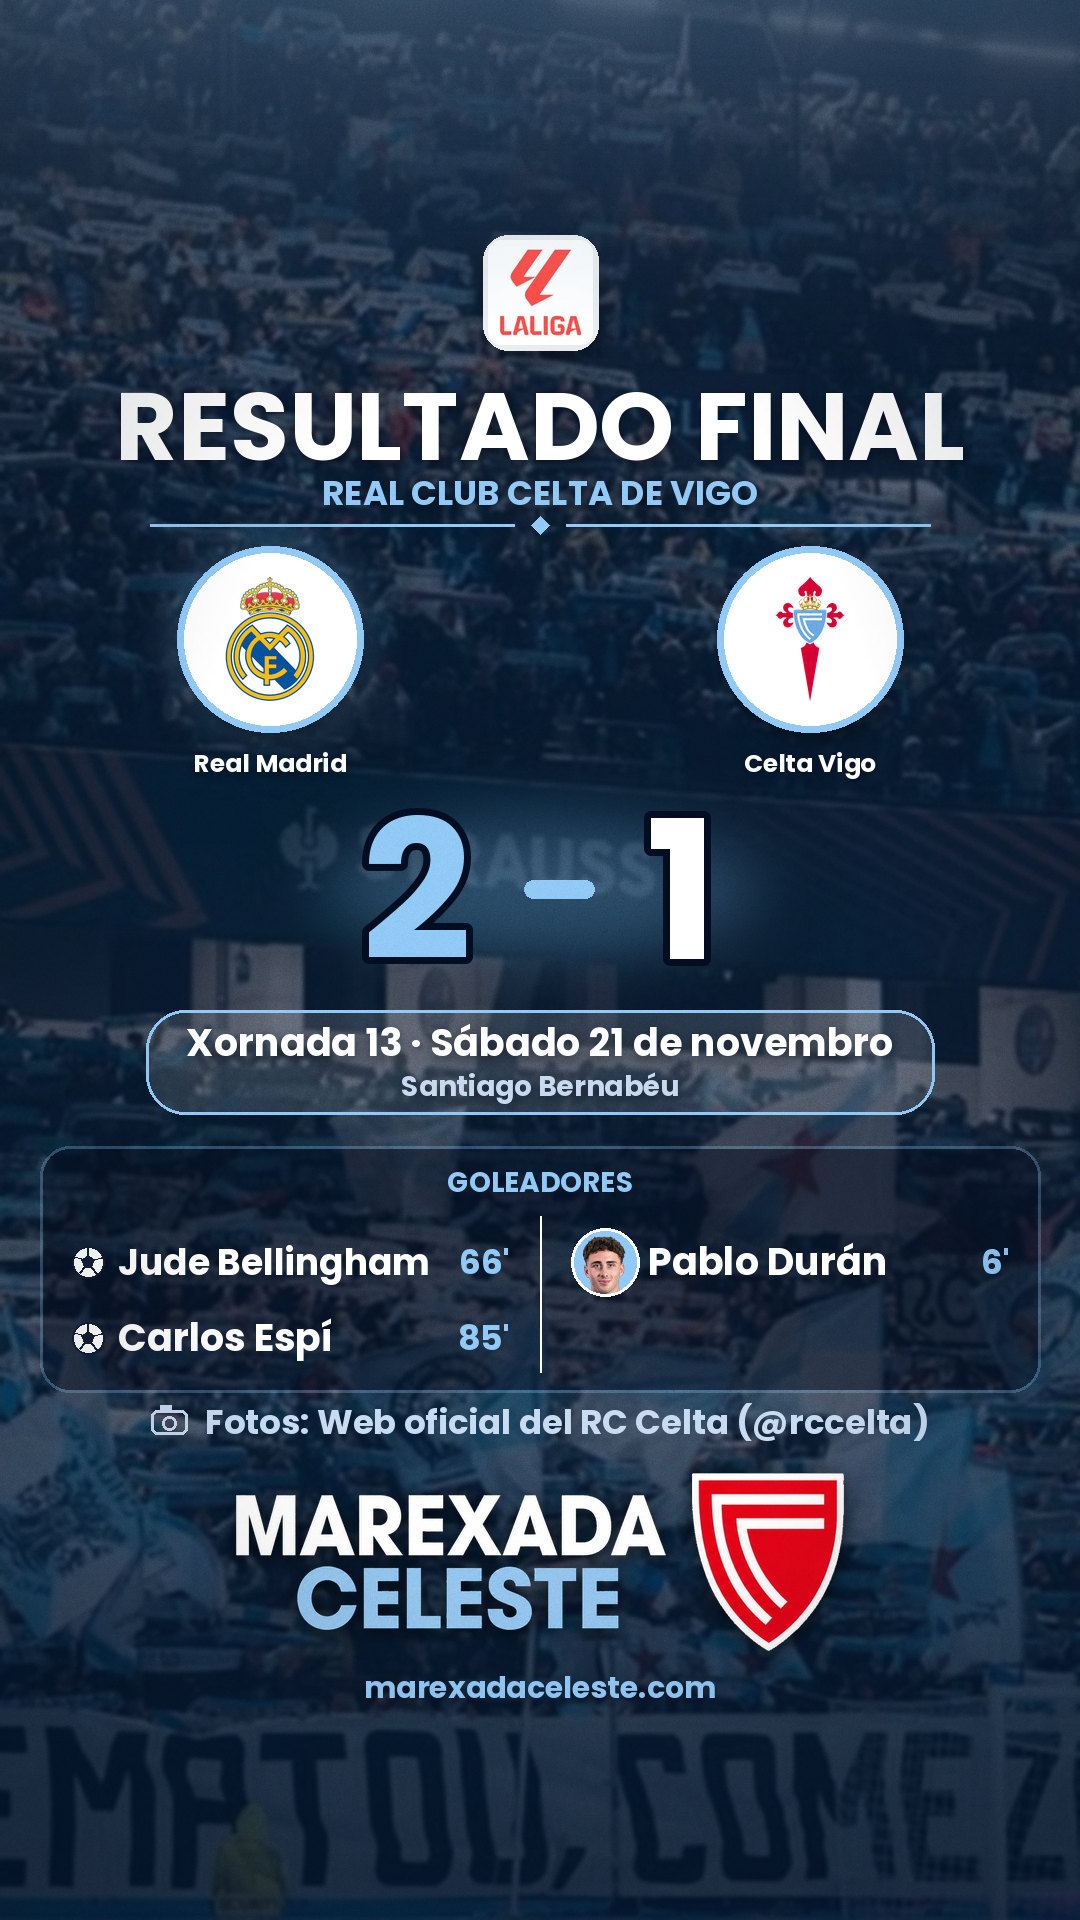 LALIGA
RESULTADO FINAL
REAL CLUB CELTA DE VIGO
Real Madrid
Celta Vigo
2 - 1
Xornada 13 · Sábado 21 de novembro
Santiago Bernabéu
GOLEADORES
Jude Bellingham 66'
Pablo Durán 6'
Carlos Espí 85'
Fotos: Web oficial del RC Celta (@rccelta)
MAREXADA
CELESTE
marexadaceleste.com